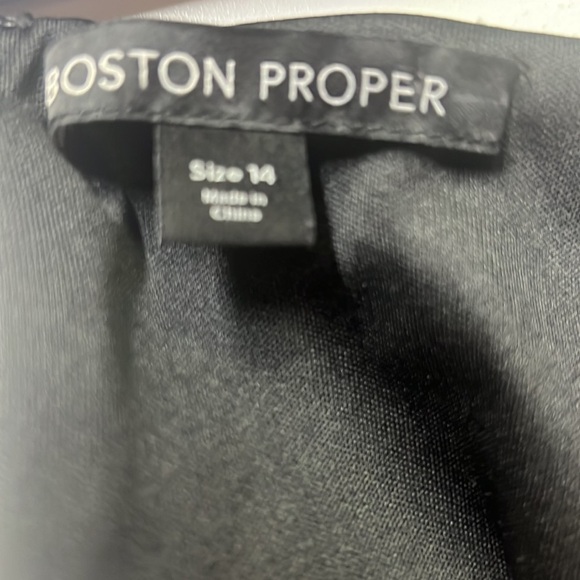 BOSTON PROPER
Size 14
Made in
China